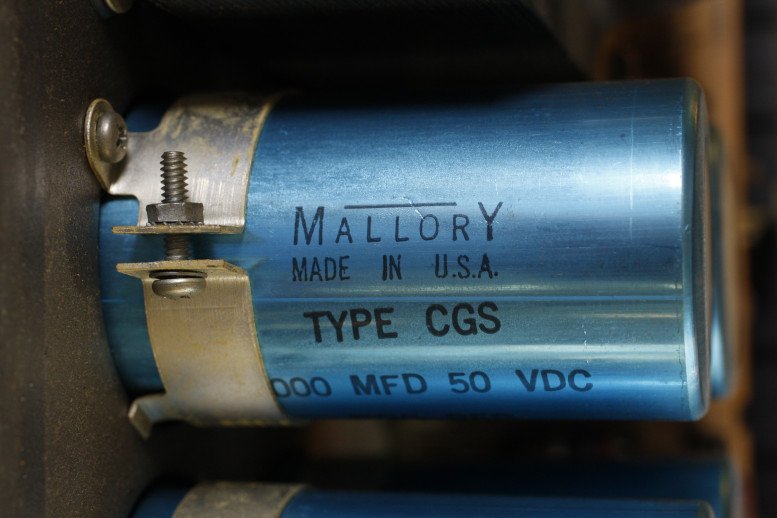 MALLORY
MADE IN U.S.A.
TYPE CGS
000 MFD 50 VDC